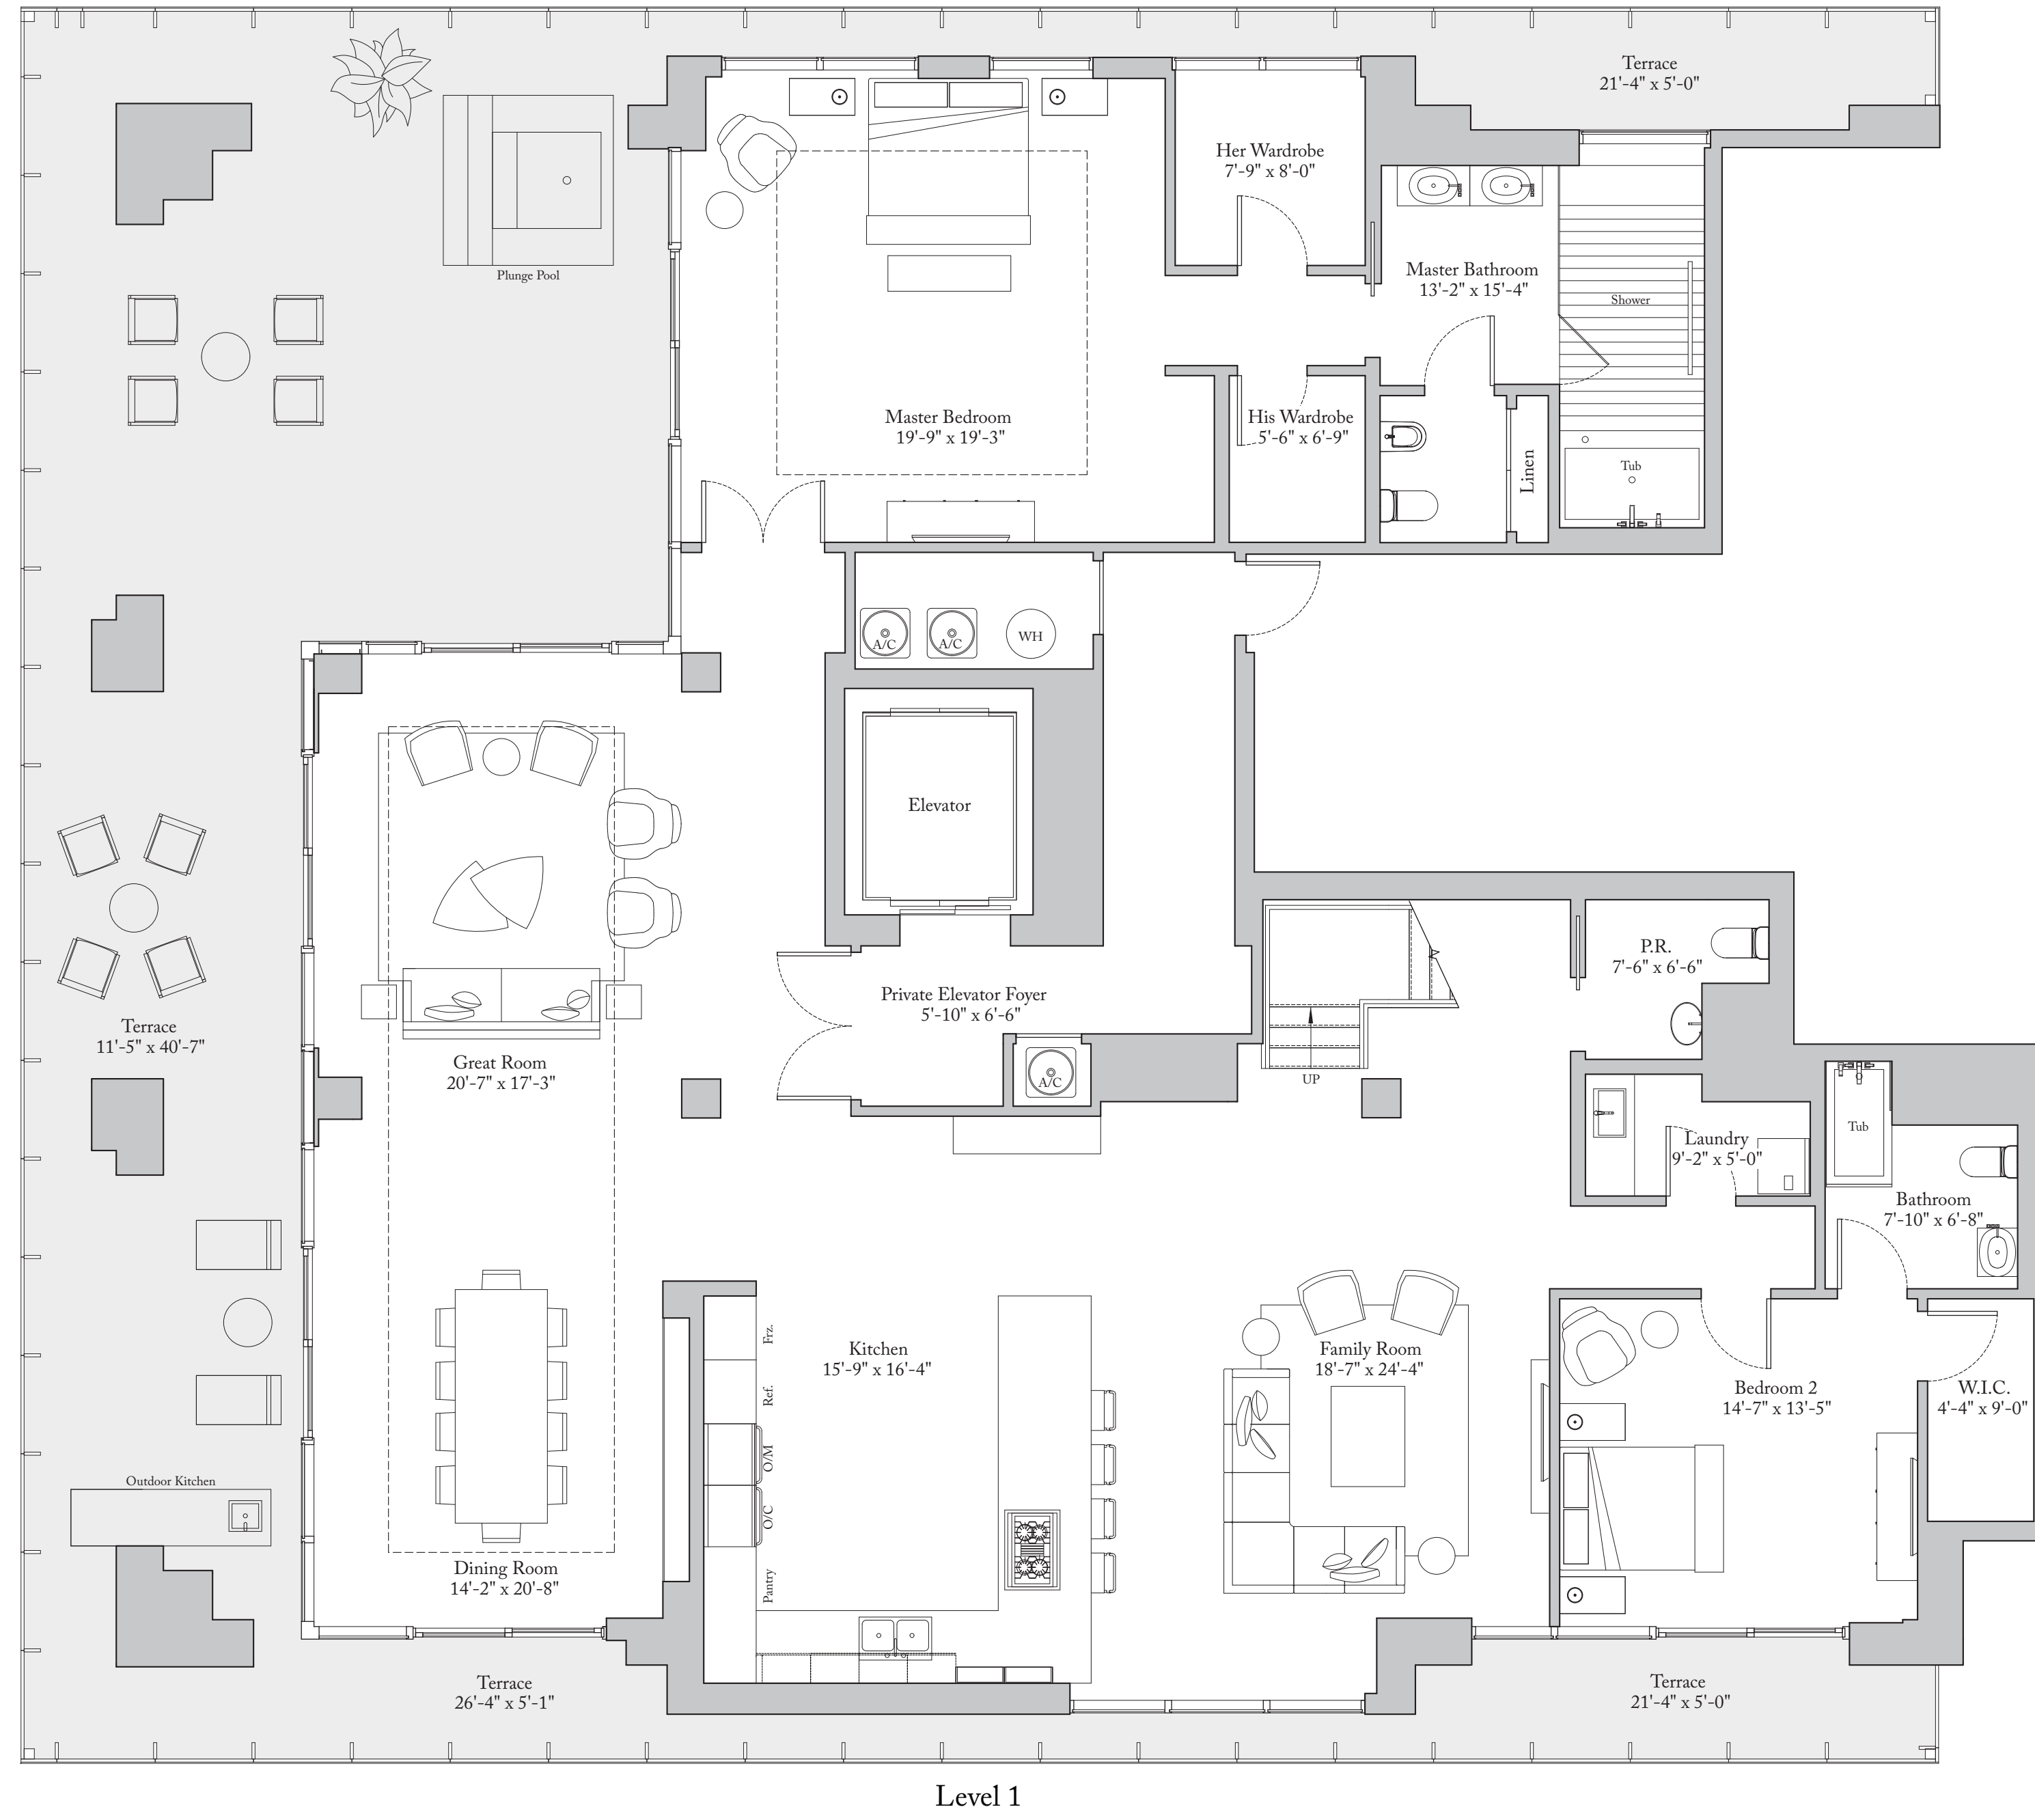 Terrace
21'-4" x 5'-0"
Her Wardrobe
7'-9" x 8'-0"
Plunge Pool
Master Bathroom
13'-2" x 15'-4"
Shower
Master Bedroom
19'-9" x 19'-3"
His Wardrobe
5'-6" x 6'-9"
Linen
Tub
A/C
A/C
WH
Elevator
P.R.
7'-6" x 6'-6"
Private Elevator Foyer
5'-10" x 6'-6"
Terrace
11'-5" x 40'-7"
Great Room
20'-7" x 17'-3"
A/C
UP
Tub
Laundry
9'-2" x 5'-0"
Bathroom
7'-10" x 6'-8"
Frz.
Kitchen
15'-9" x 16'-4"
Family Room
18'-7" x 24'-4"
Ref.
Bedroom 2
14'-7" x 13'-5"
W.I.C.
4'-4" x 9'-0"
O/M
Outdoor Kitchen
O/C
Dining Room
14'-2" x 20'-8"
Pantry
Terrace
26'-4" x 5'-1"
Terrace
21'-4" x 5'-0"
Level 1